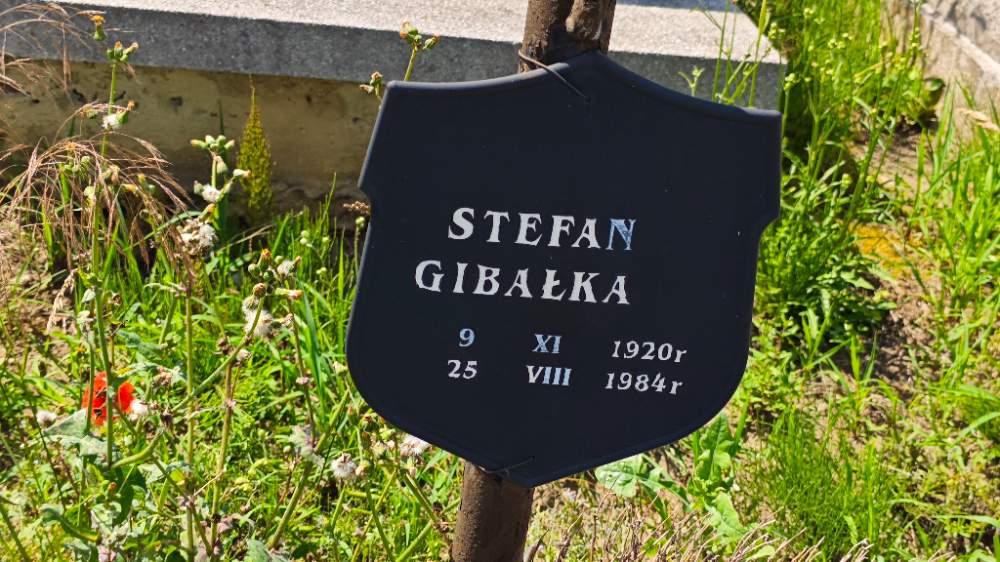 STEFAN
GIBAŁKA
9 XI 1920r
25 VIII 1984r